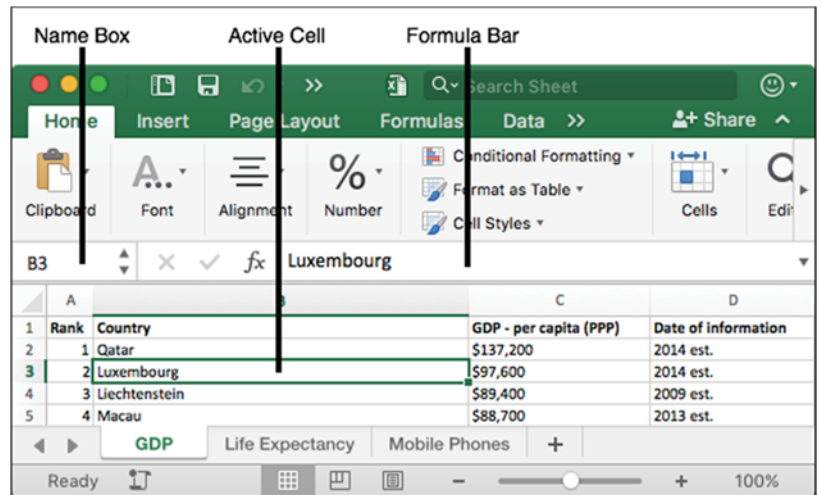 Name Box Active Cell Formula Bar
Search Sheet
Home Insert Page Layout Formulas Data >> Share
Clipboard Font Alignment Number Conditional Formatting Cells
Format as Table
Cell Styles
B3 fx Luxembourg
A B C D
1 Rank Country GDP - per capita (PPP) Date of information
2 1 Qatar $137,200 2014 est.
3 2 Luxembourg $97,600 2014 est.
4 3 Liechtenstein $89,400 2009 est.
5 4 Macau $88,700 2013 est.
GDP Life Expectancy Mobile Phones +
Ready 100%